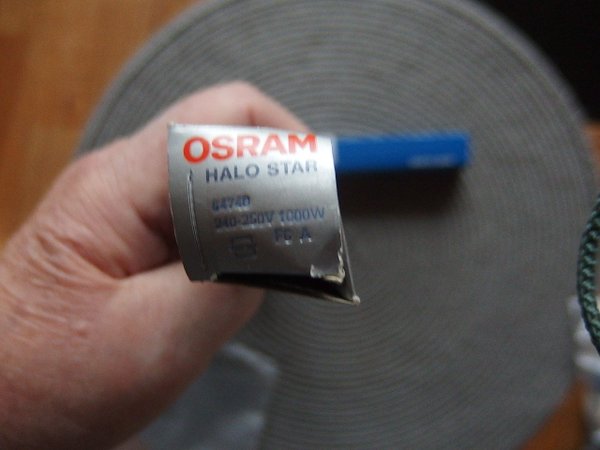 OSRAM
HALO STAR
64740
240-250V 1000W
FC A